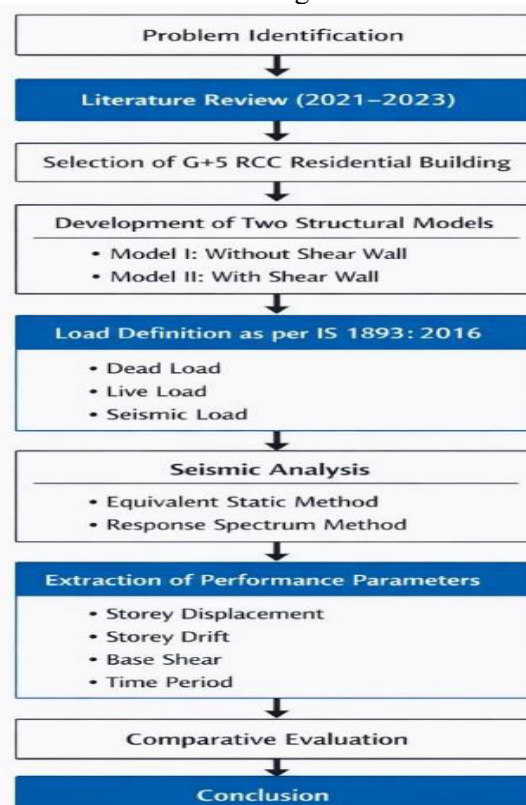 Problem Identification
Literature Review (2021–2023)
Selection of G+5 RCC Residential Building
Development of Two Structural Models
• Model I: Without Shear Wall
• Model II: With Shear Wall
Load Definition as per IS 1893: 2016
• Dead Load
• Live Load
• Seismic Load
Seismic Analysis
• Equivalent Static Method
• Response Spectrum Method
Extraction of Performance Parameters
• Storey Displacement
• Storey Drift
• Base Shear
• Time Period
Comparative Evaluation
Conclusion